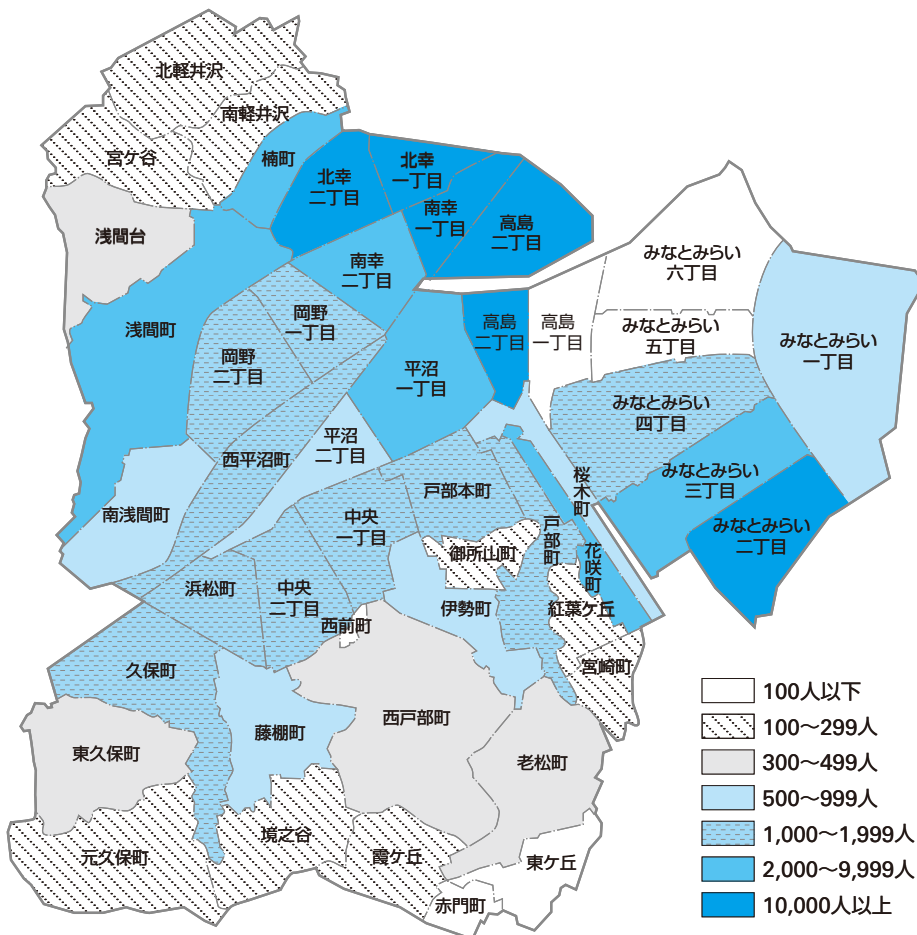 北軽井沢
南軽井沢
宮ケ谷
楠町
北幸
二丁目
北幸
一丁目
南幸
一丁目
高島
二丁目
浅間台
南幸
二丁目
みなとみらい
六丁目
浅間町
岡野
一丁目
高島
二丁目
高島
一丁目
みなとみらい
五丁目
みなとみらい
一丁目
岡野
二丁目
平沼
一丁目
みなとみらい
四丁目
西平沼町
平沼
二丁目
戸部本町
桜木町
みなとみらい
三丁目
南浅間町
中央
一丁目
戸部町
みなとみらい
二丁目
御所山町
花咲町
浜松町
中央
二丁目
西前町
伊勢町
紅葉ケ丘
宮崎町
久保町
藤棚町
西戸部町
東久保町
老松町
元久保町
境之谷
霞ケ丘
東ケ丘
赤門町
100人以下
100〜299人
300〜499人
500〜999人
1,000〜1,999人
2,000〜9,999人
10,000人以上